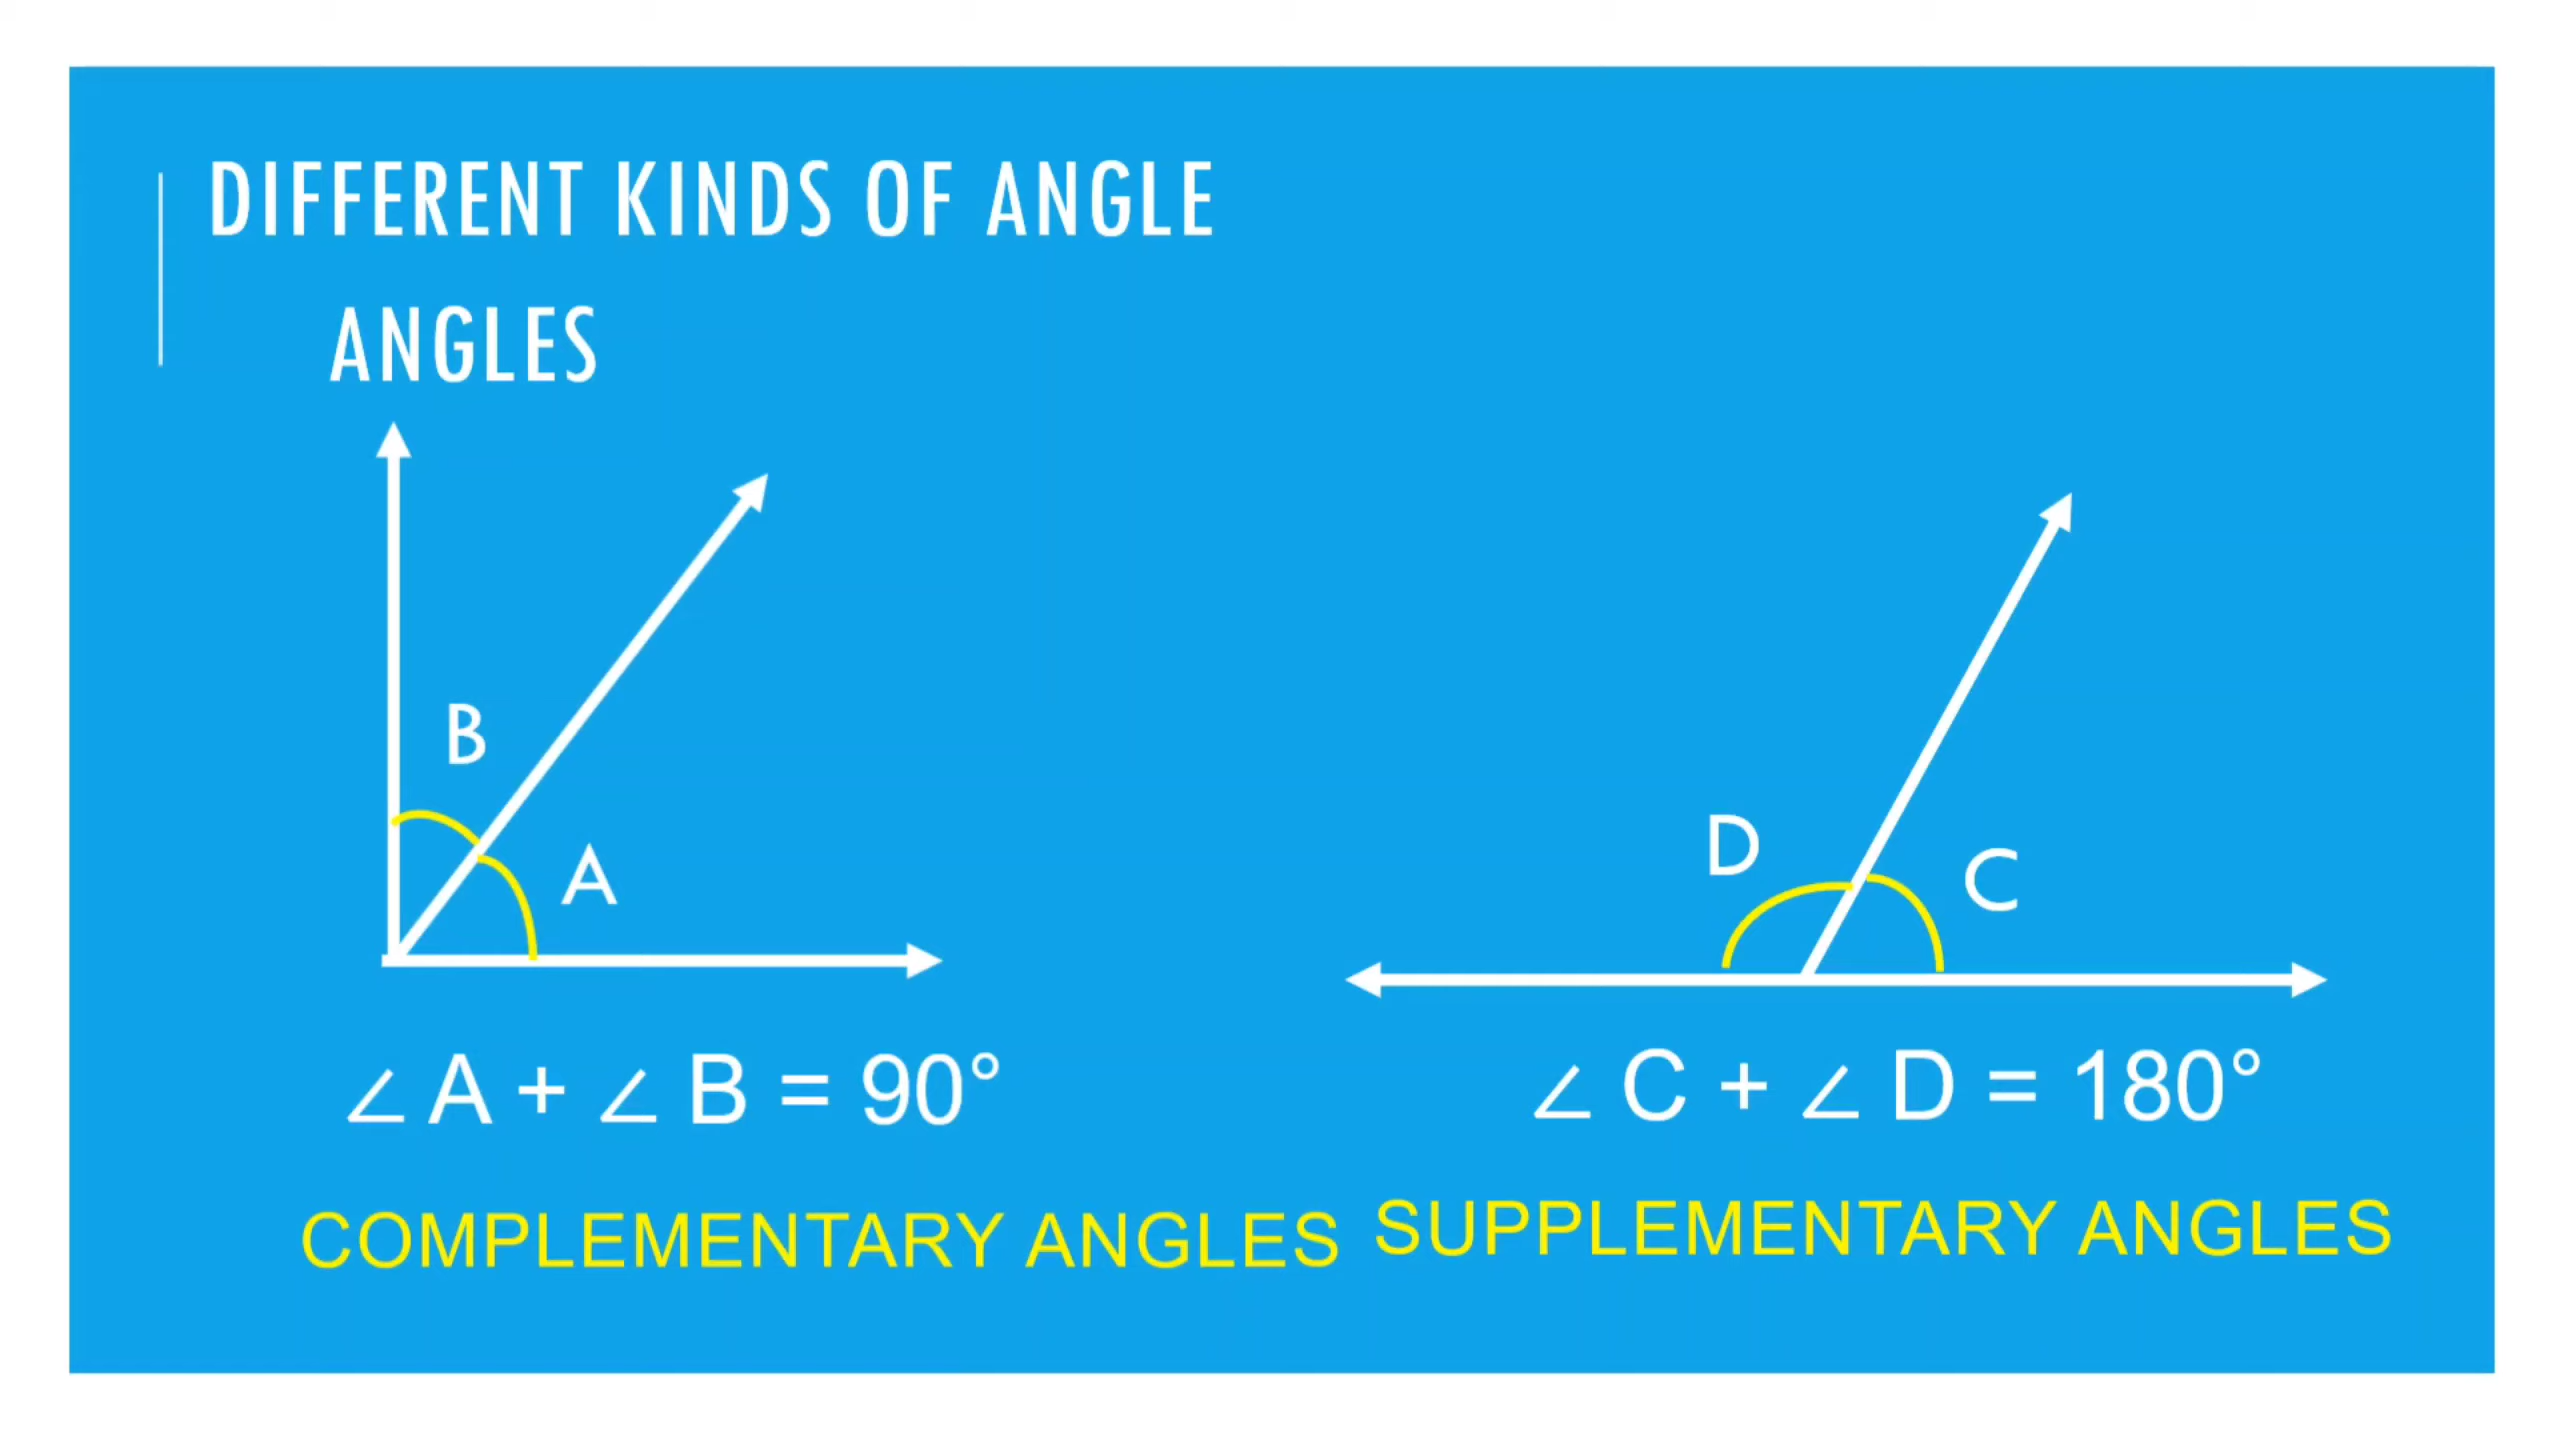 DIFFERENT KINDS OF ANGLE
ANGLES
B
A
∠ A + ∠ B = 90°
COMPLEMENTARY ANGLES
D
C
∠ C + ∠ D = 180°
SUPPLEMENTARY ANGLES